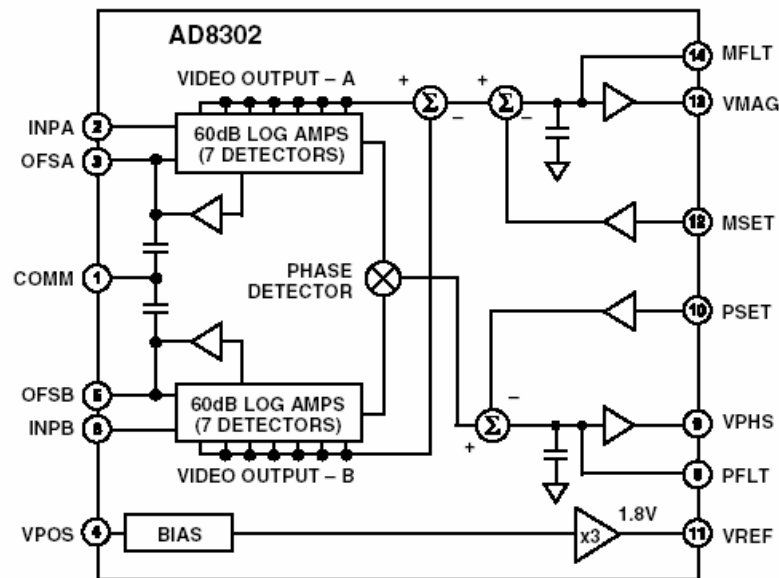 AD8302
VIDEO OUTPUT – A
+
+
14 MFLT
Σ
Σ
–
–
13 VMAG
INPA 2
60dB LOG AMPS
(7 DETECTORS)
OFSA 3
12 MSET
COMM 1
PHASE
DETECTOR
10 PSET
–
OFSB 5
60dB LOG AMPS
(7 DETECTORS)
Σ
+
9 VPHS
INPB 6
VIDEO OUTPUT – B
8 PFLT
1.8V
VPOS 4
BIAS
x3
11 VREF